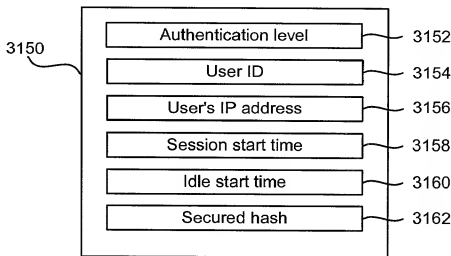 Authentication level 3152
3150
User ID 3154
User's IP address 3156
Session start time 3158
Idle start time 3160
Secured hash 3162